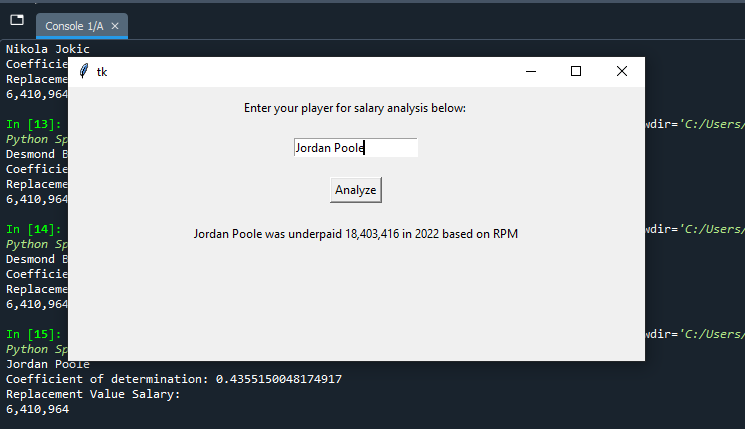 Console 1/A
Nikola Jokic
Replaceme
6,410,964
In [13]:
wdir='C:/Users/
Python Sp
Desmond B
Replaceme
6,410,964
In [14]:
wdir='C:/Users/
Python Sp
Desmond B
Replaceme
6,410,964
In [15]:
wdir='C:/Users/
Python Sp
Jordan Poole
Coefficient of determination: 0.4355150048174917
Replacement Value Salary:
6,410,964
tk
Enter your player for salary analysis below:
Jordan Poole
Analyze
Jordan Poole was underpaid 18,403,416 in 2022 based on RPM